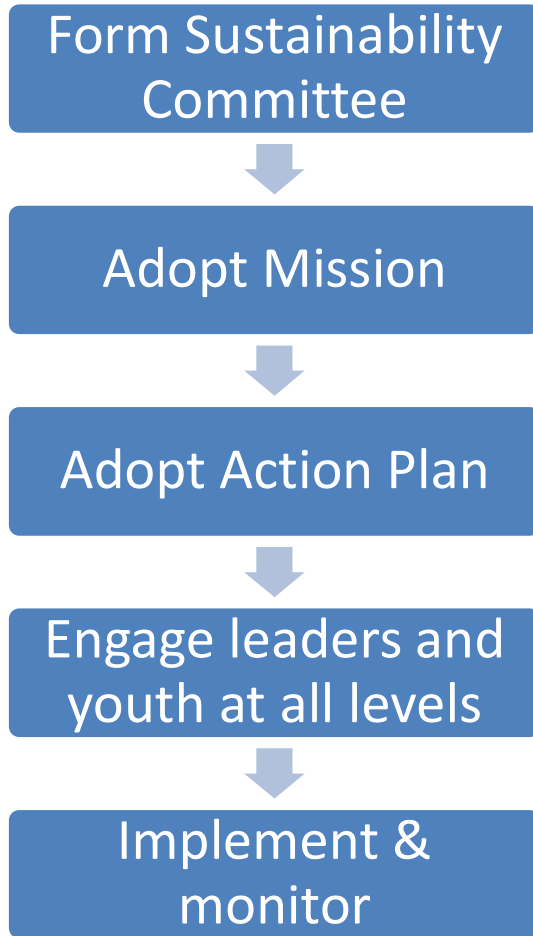 Form Sustainability
Committee
Adopt Mission
Adopt Action Plan
Engage leaders and
youth at all levels
Implement &
monitor